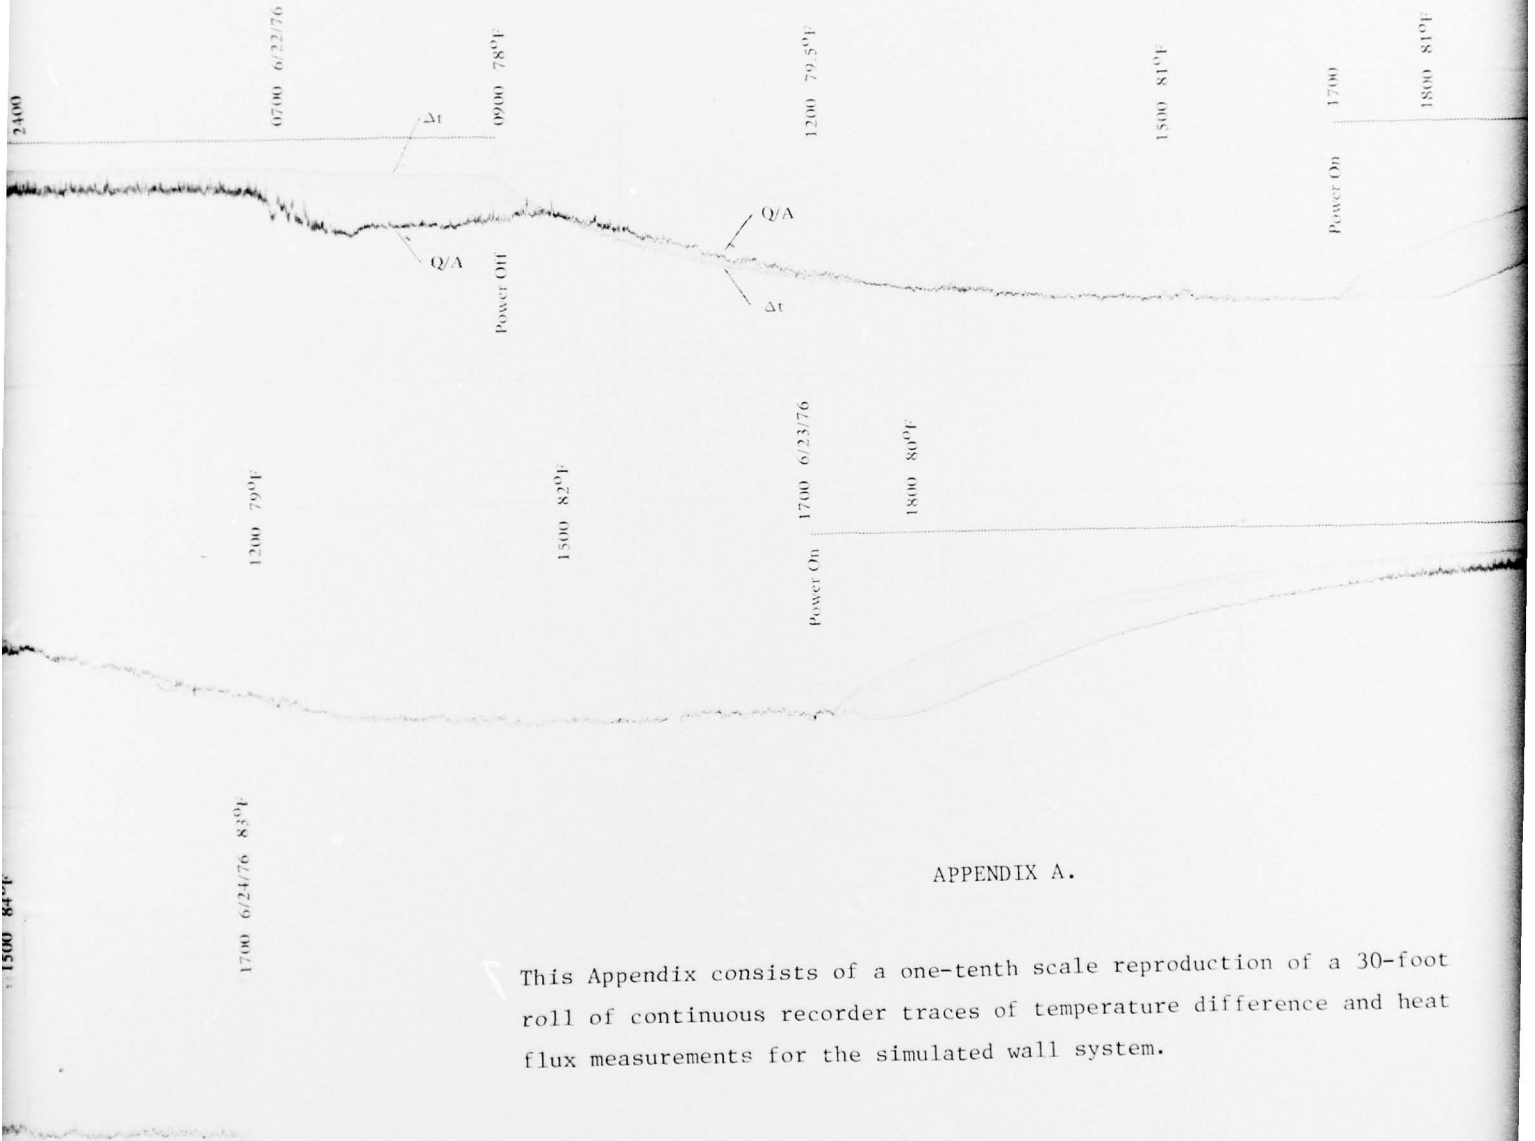 2400
0700 6/22/76
0900 78°F
1200 79.5°F
1500 81°F
1700
1800 81°F
Δt
Q/A
Power Off
Q/A
Δt
Power On
1200 79°F
1500 82°F
1700 6/23/76
1800 80°F
Power On
1500 84°F
1700 6/24/76 83°F
APPENDIX A.
This Appendix consists of a one-tenth scale reproduction of a 30-foot
roll of continuous recorder traces of temperature difference and heat
flux measurements for the simulated wall system.